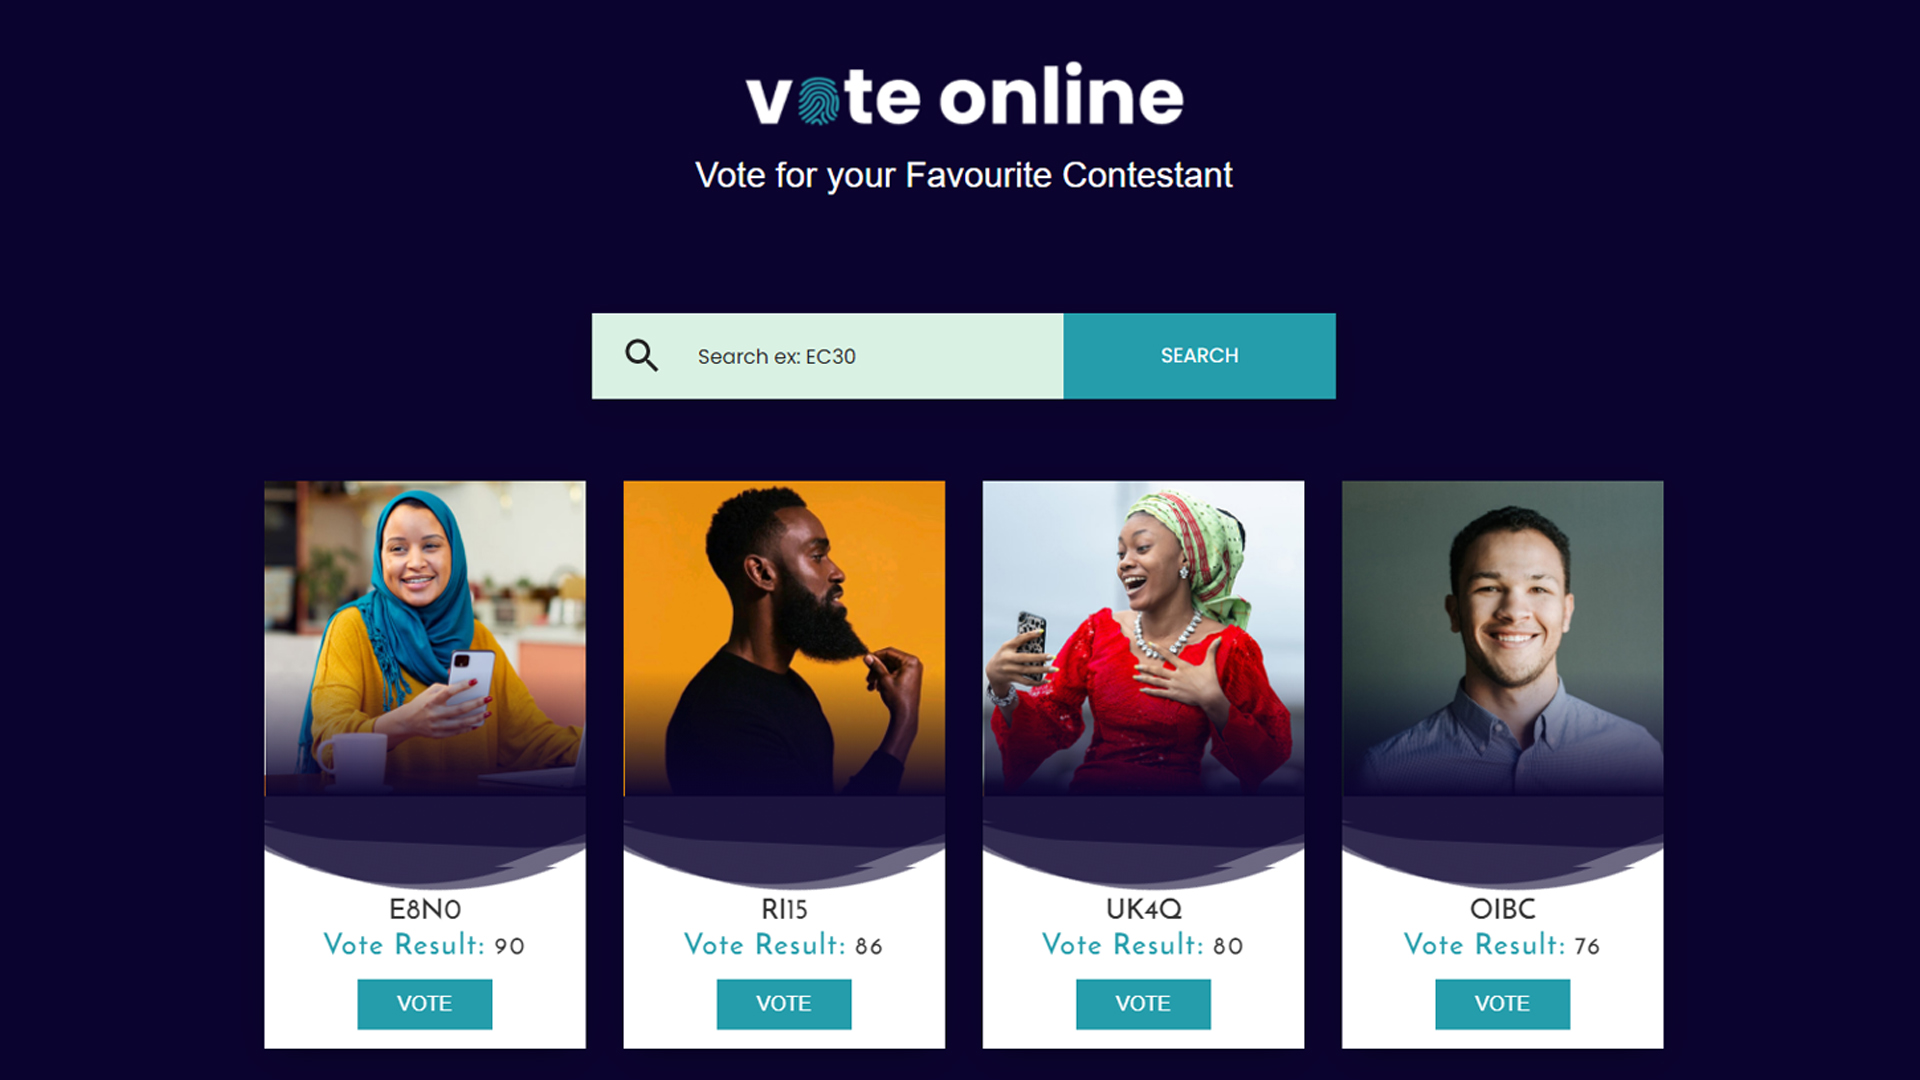 vote online
Vote for your Favourite Contestant
Search ex: EC30
SEARCH
E8N0
Vote Result: 90
VOTE
RI15
Vote Result: 86
VOTE
UK4Q
Vote Result: 80
VOTE
OIBC
Vote Result: 76
VOTE